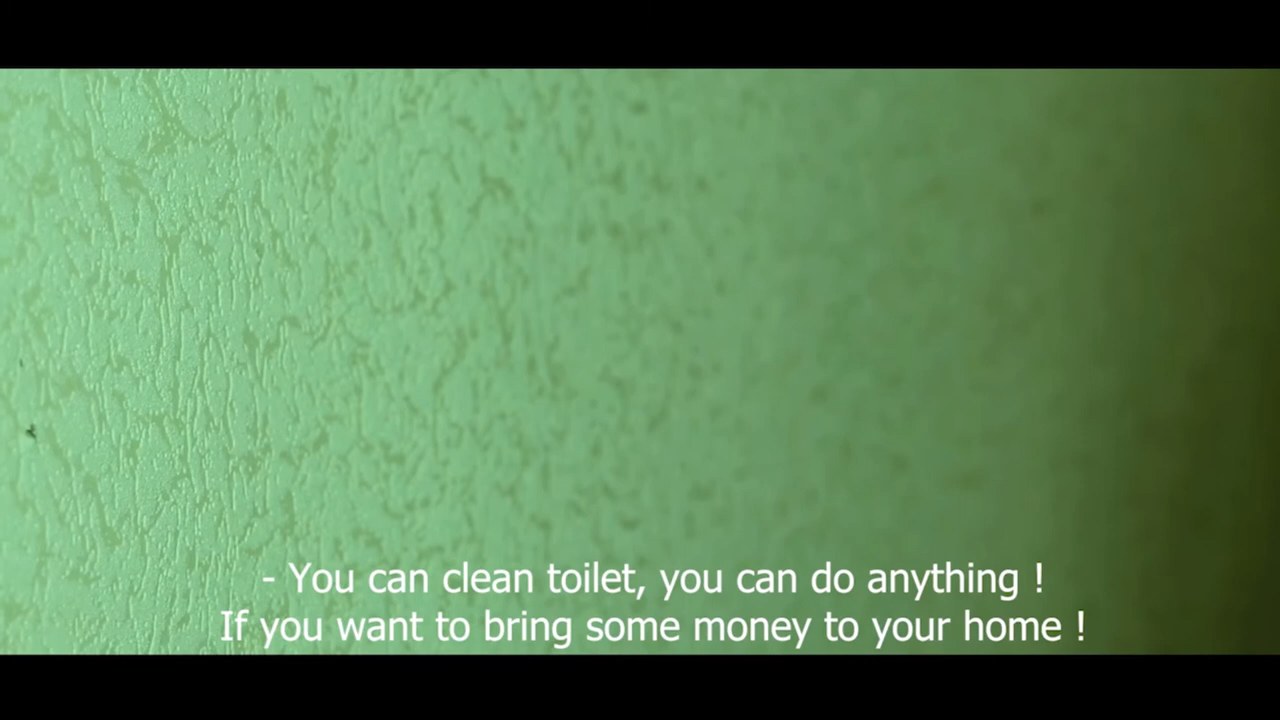 - You can clean toilet, you can do anything !
If you want to bring some money to your home !